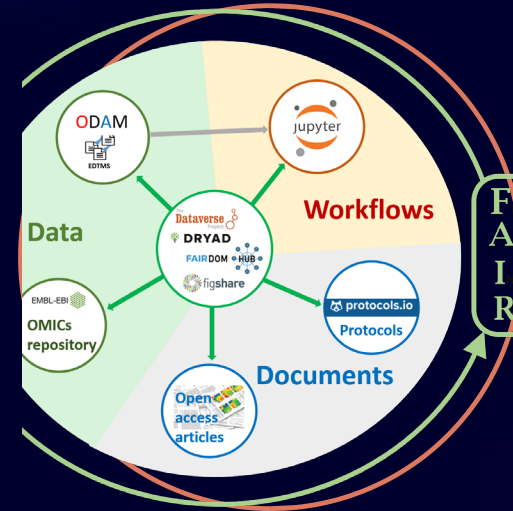 ODAM
EDTMS
jupyter
Workflows
The
Dataverse
Project
DRYAD
FAIRDOM HUB
figshare
Data
EMBL-EBI
OMICs
repository
protocols.io
Protocols
Documents
Open
access
articles
F
A
I
R